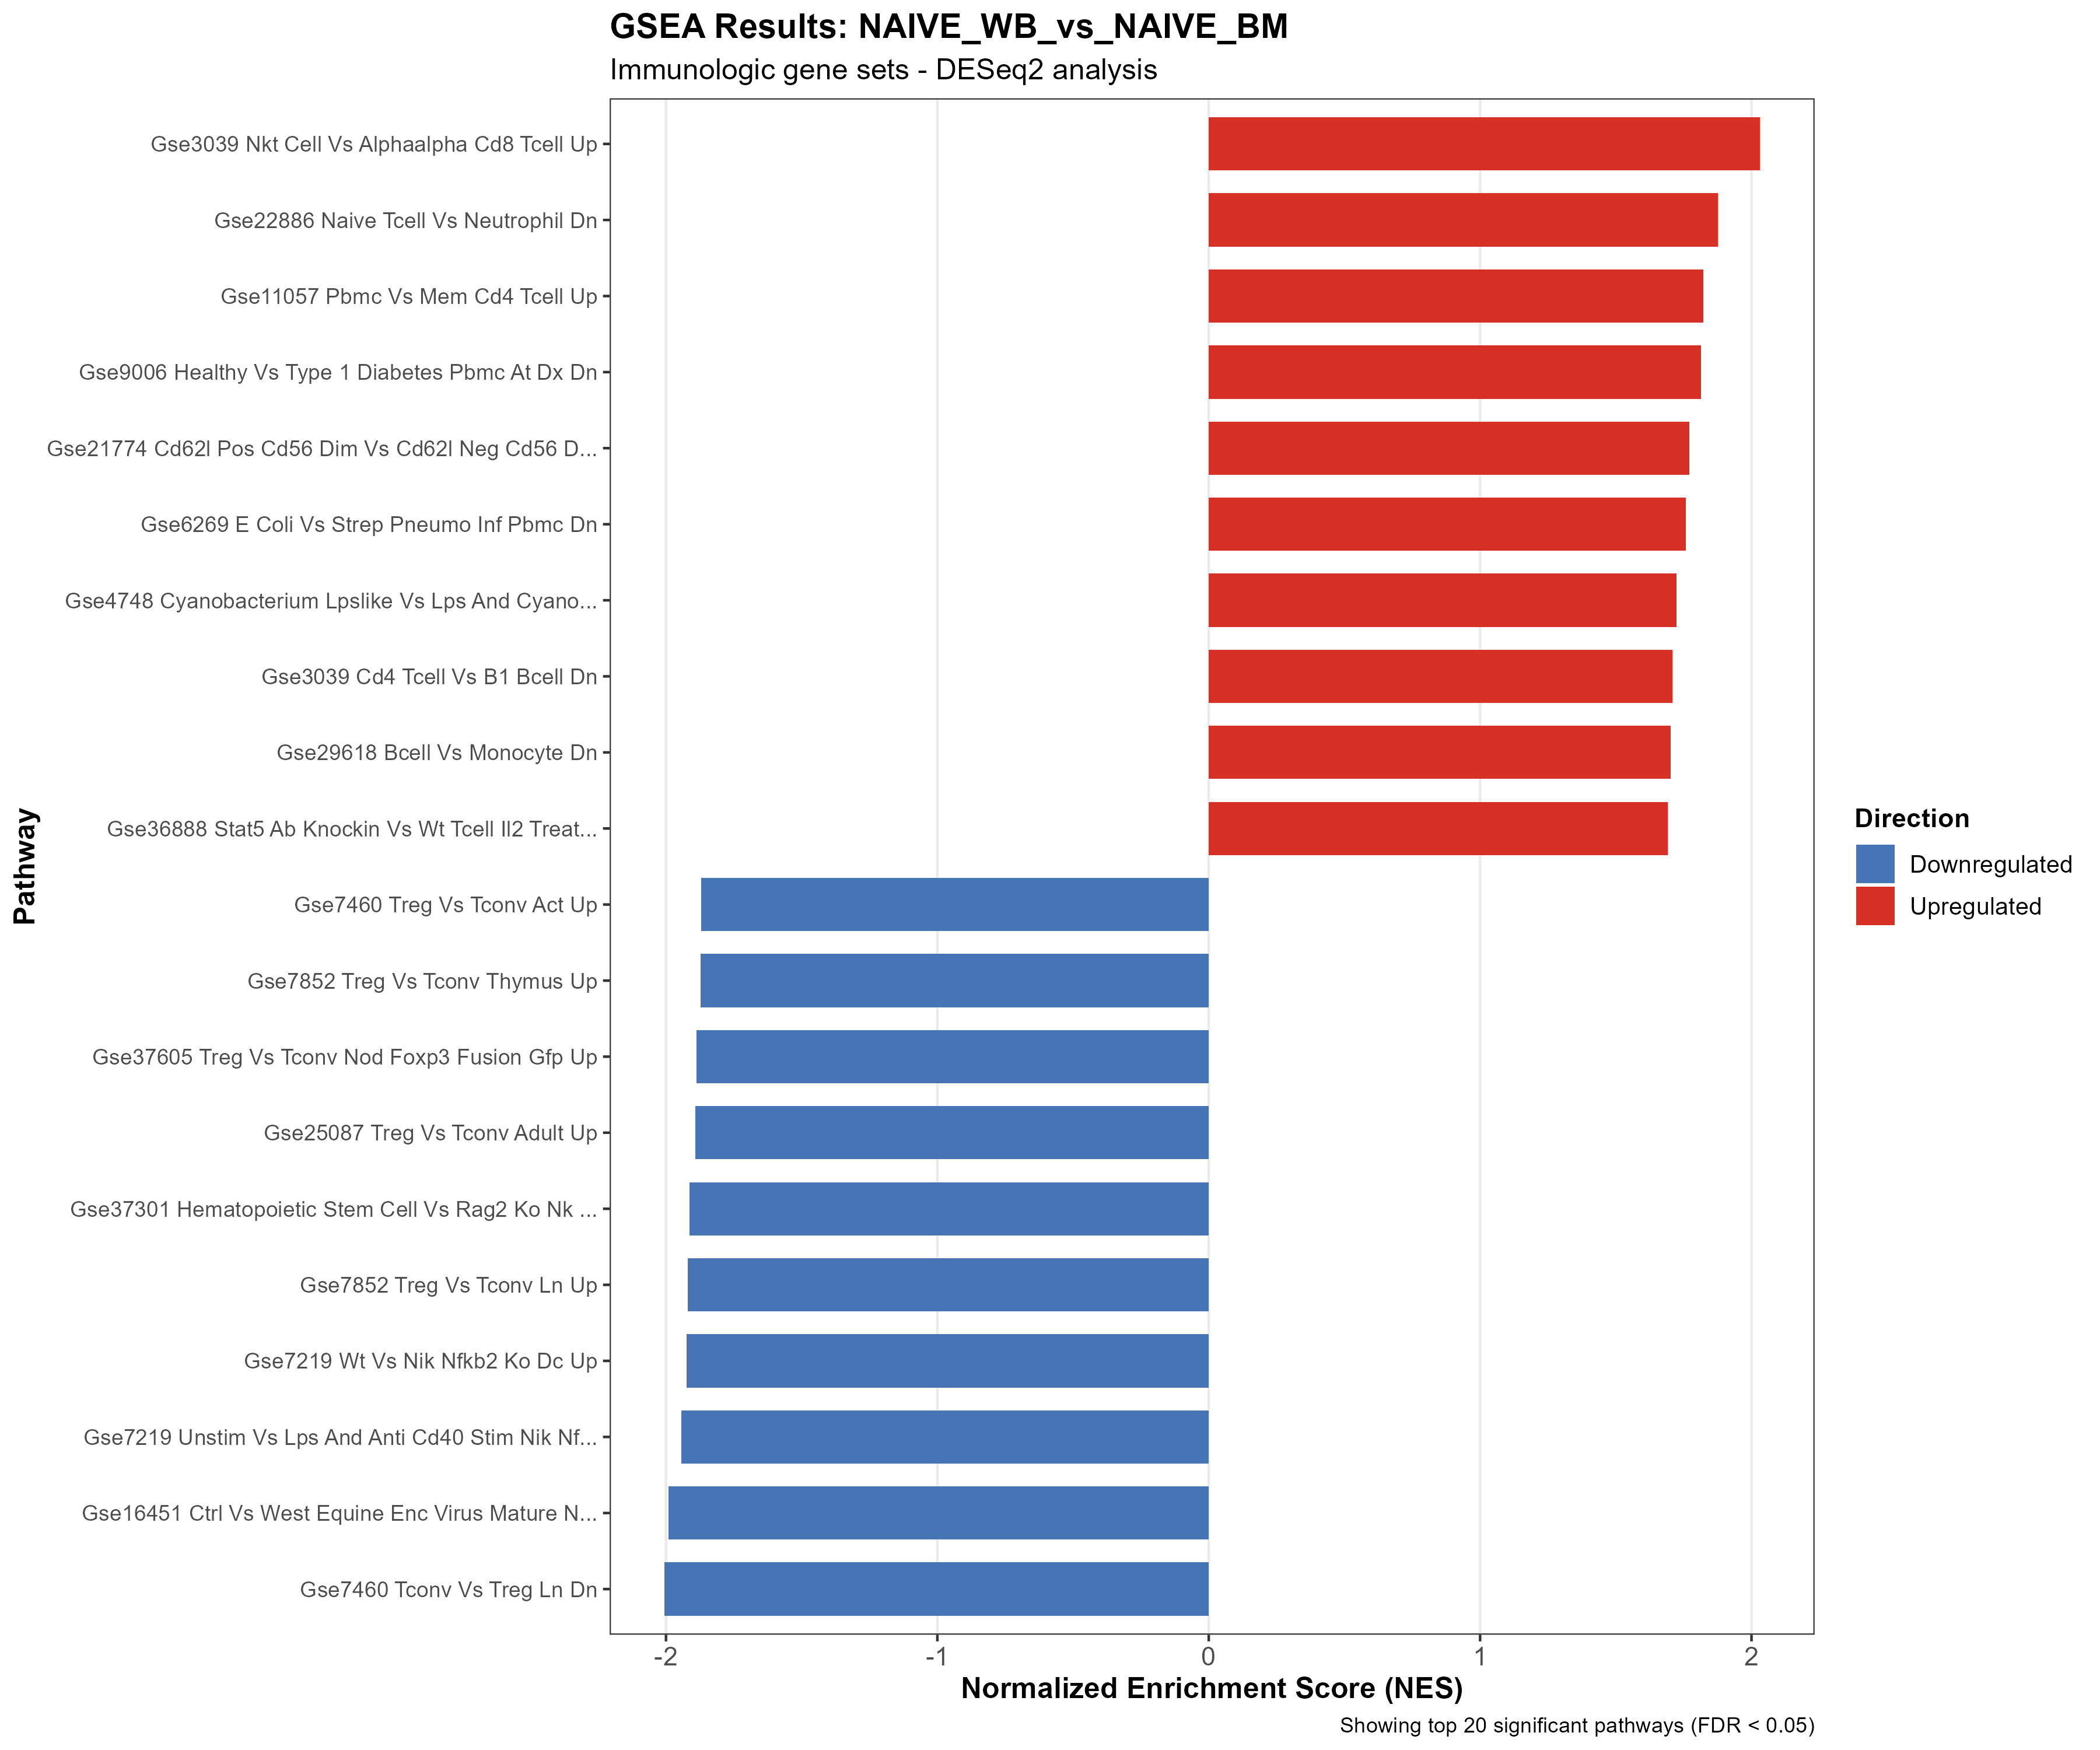 GSEA Results: NAIVE_WB_vs_NAIVE_BM
Immunologic gene sets - DESeq2 analysis
Pathway
Gse3039 Nkt Cell Vs Alphaalpha Cd8 Tcell Up
Gse22886 Naive Tcell Vs Neutrophil Dn
Gse11057 Pbmc Vs Mem Cd4 Tcell Up
Gse9006 Healthy Vs Type 1 Diabetes Pbmc At Dx Dn
Gse21774 Cd62l Pos Cd56 Dim Vs Cd62l Neg Cd56 D...
Gse6269 E Coli Vs Strep Pneumo Inf Pbmc Dn
Gse4748 Cyanobacterium Lpslike Vs Lps And Cyano...
Gse3039 Cd4 Tcell Vs B1 Bcell Dn
Gse29618 Bcell Vs Monocyte Dn
Gse36888 Stat5 Ab Knockin Vs Wt Tcell Il2 Treat...
Gse7460 Treg Vs Tconv Act Up
Gse7852 Treg Vs Tconv Thymus Up
Gse37605 Treg Vs Tconv Nod Foxp3 Fusion Gfp Up
Gse25087 Treg Vs Tconv Adult Up
Gse37301 Hematopoietic Stem Cell Vs Rag2 Ko Nk ...
Gse7852 Treg Vs Tconv Ln Up
Gse7219 Wt Vs Nik Nfkb2 Ko Dc Up
Gse7219 Unstim Vs Lps And Anti Cd40 Stim Nik Nf...
Gse16451 Ctrl Vs West Equine Enc Virus Mature N...
Gse7460 Tconv Vs Treg Ln Dn
-2 -1 0 1 2
Normalized Enrichment Score (NES)
Showing top 20 significant pathways (FDR < 0.05)
Direction
Downregulated
Upregulated